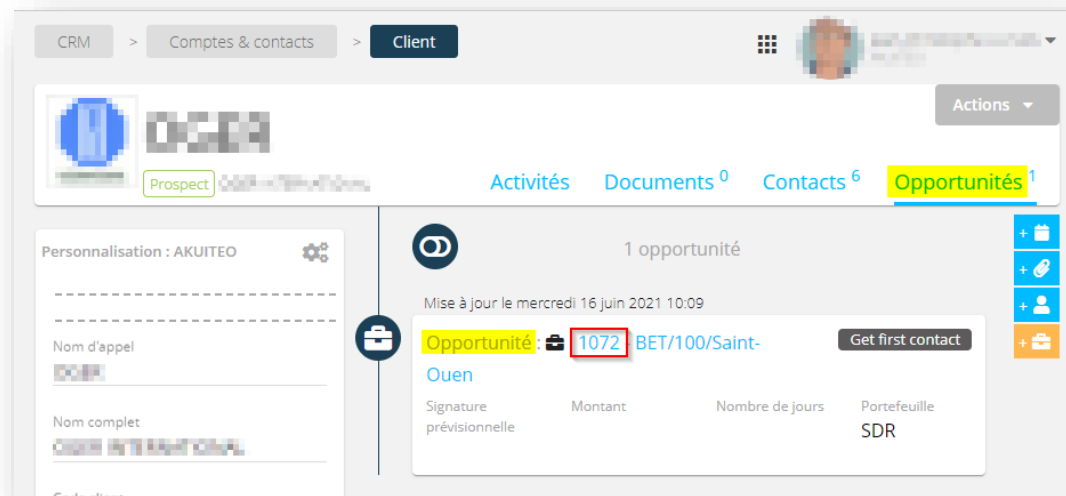 CRM > Comptes & contacts > Client
Actions
Prospect
Activités Documents 0 Contacts 6 Opportunités 1
Personnalisation : AKUITEO
1 opportunité
Mise à jour le mercredi 16 juin 2021 10:09
Opportunité : 1072 - BET/100/Saint-
Ouen
Get first contact
Nom d'appel
Signature
prévisionnelle
Montant
Nombre de jours
Portefeuille
SDR
Nom complet